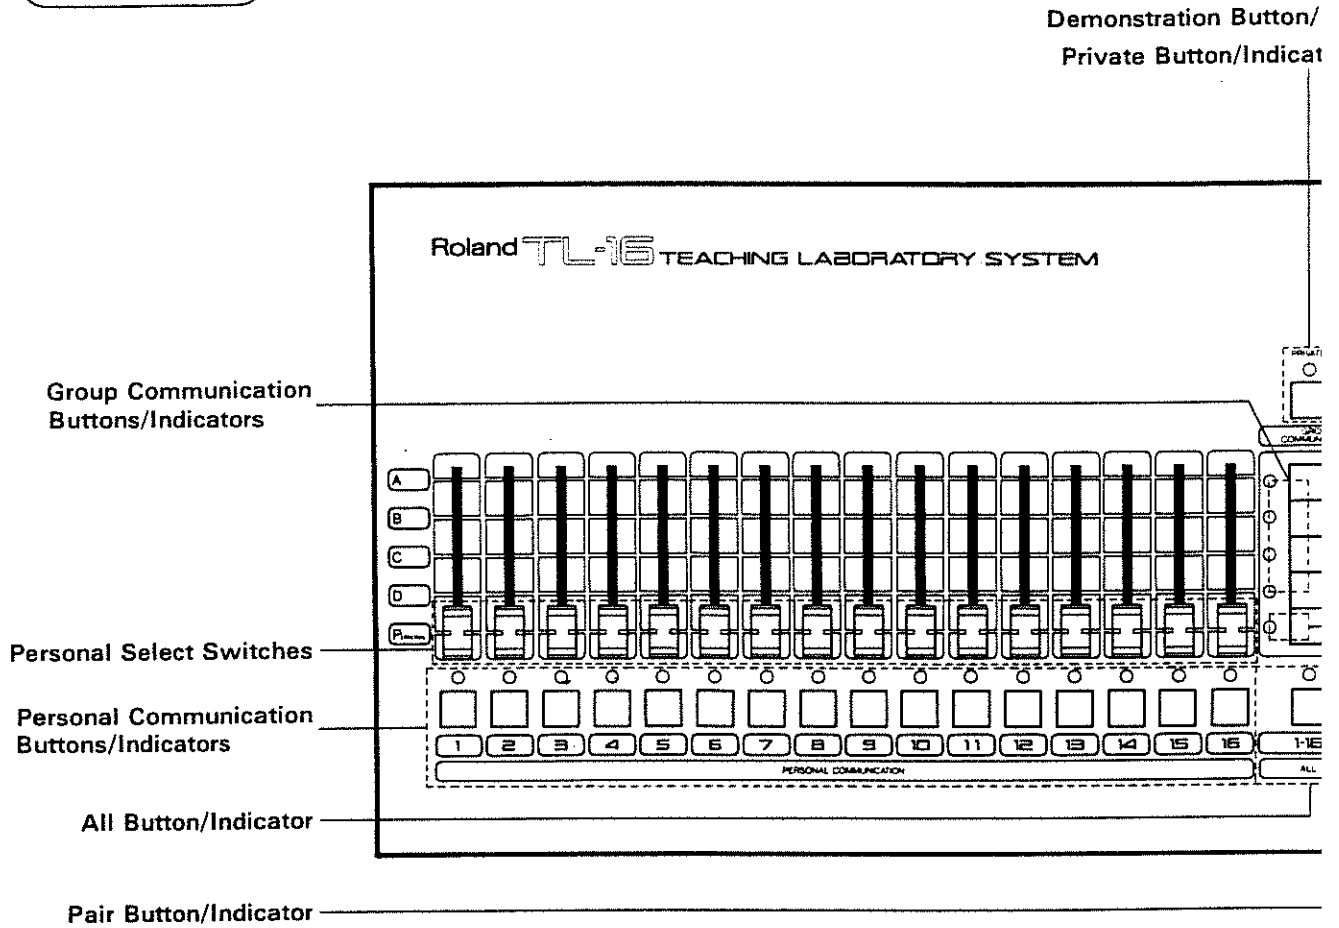 Demonstration Button/
Private Button/Indicat
Roland TL-16 TEACHING LABORATORY SYSTEM
PRIVATE
Group Communication
Buttons/Indicators
A
B
C
D
Personal Select Switches
Personal Communication
Buttons/Indicators
1 2 3 4 5 6 7 8 9 10 11 12 13 14 15 16 1-16
PERSONAL COMMUNICATION ALL
All Button/Indicator
Pair Button/Indicator